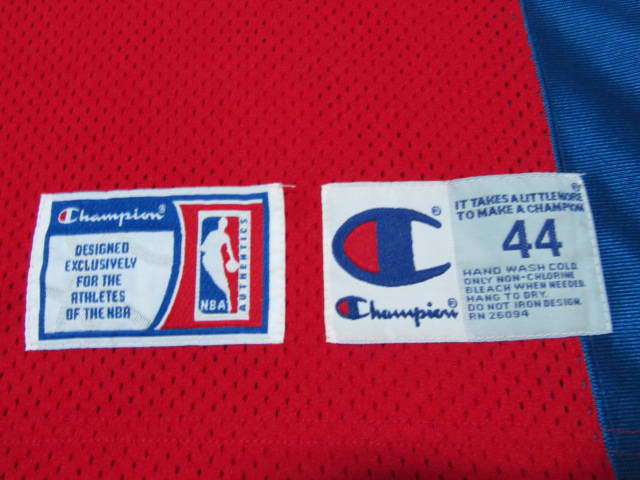 Champion®
DESIGNED
EXCLUSIVELY
FOR THE
ATHLETES
OF THE NBA
NBA
AUTHENTICS
®
Champion®
IT TAKES A LITTLE MORE®
TO MAKE A CHAMPION
44
HAND WASH COLD.
ONLY NON-CHLORINE
BLEACH WHEN NEEDED.
HANG TO DRY.
DO NOT IRON DESIGN.
RN 26094